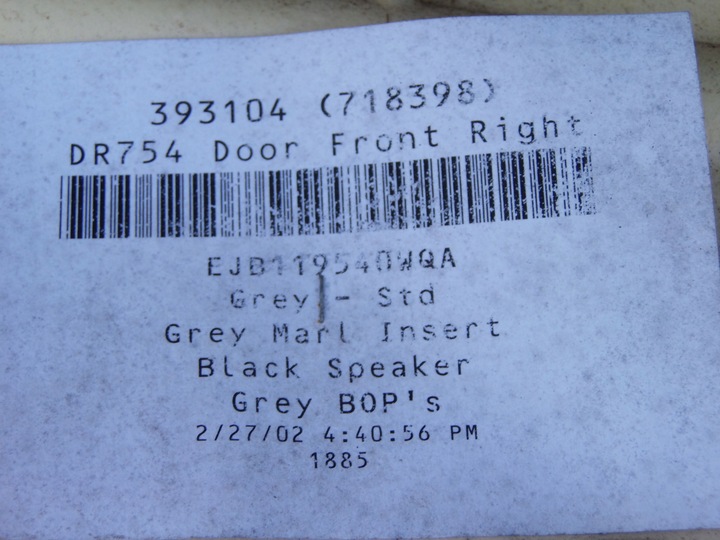 393104 (718398)
DR754 Door Front Right
EJB119540WQA
Grey - Std
Grey Marl Insert
Black Speaker
Grey BOP's
2/27/02 4:40:56 PM
1885